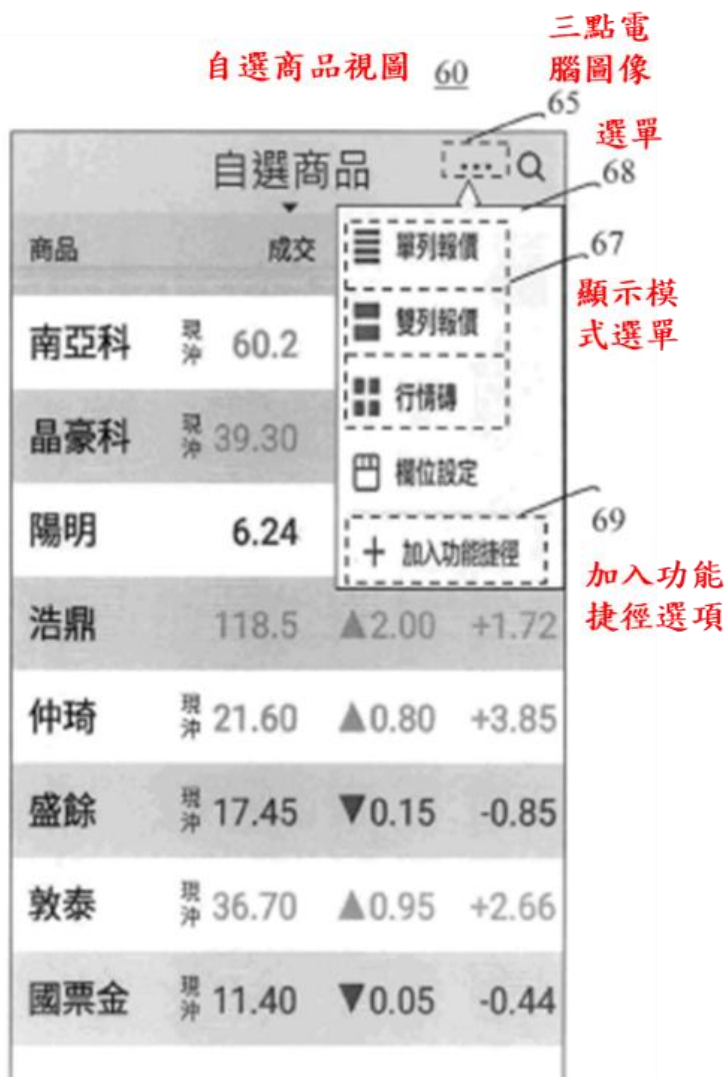 三點電
自選商品視圖 60 腦圖像
65
選單
自選商品 ...
68
商品 成交
單列報價
67
顯示模
式選單
雙列報價
南亞科 現沖 60.2
行情磚
晶豪科 現沖 39.30
欄位設定
69
陽明 6.24
+ 加入功能捷徑
加入功能
捷徑選項
浩鼎 118.5 ▲2.00 +1.72
仲琦 現沖 21.60 ▲0.80 +3.85
盛餘 現沖 17.45 ▼0.15 -0.85
敦泰 現沖 36.70 ▲0.95 +2.66
國票金 現沖 11.40 ▼0.05 -0.44